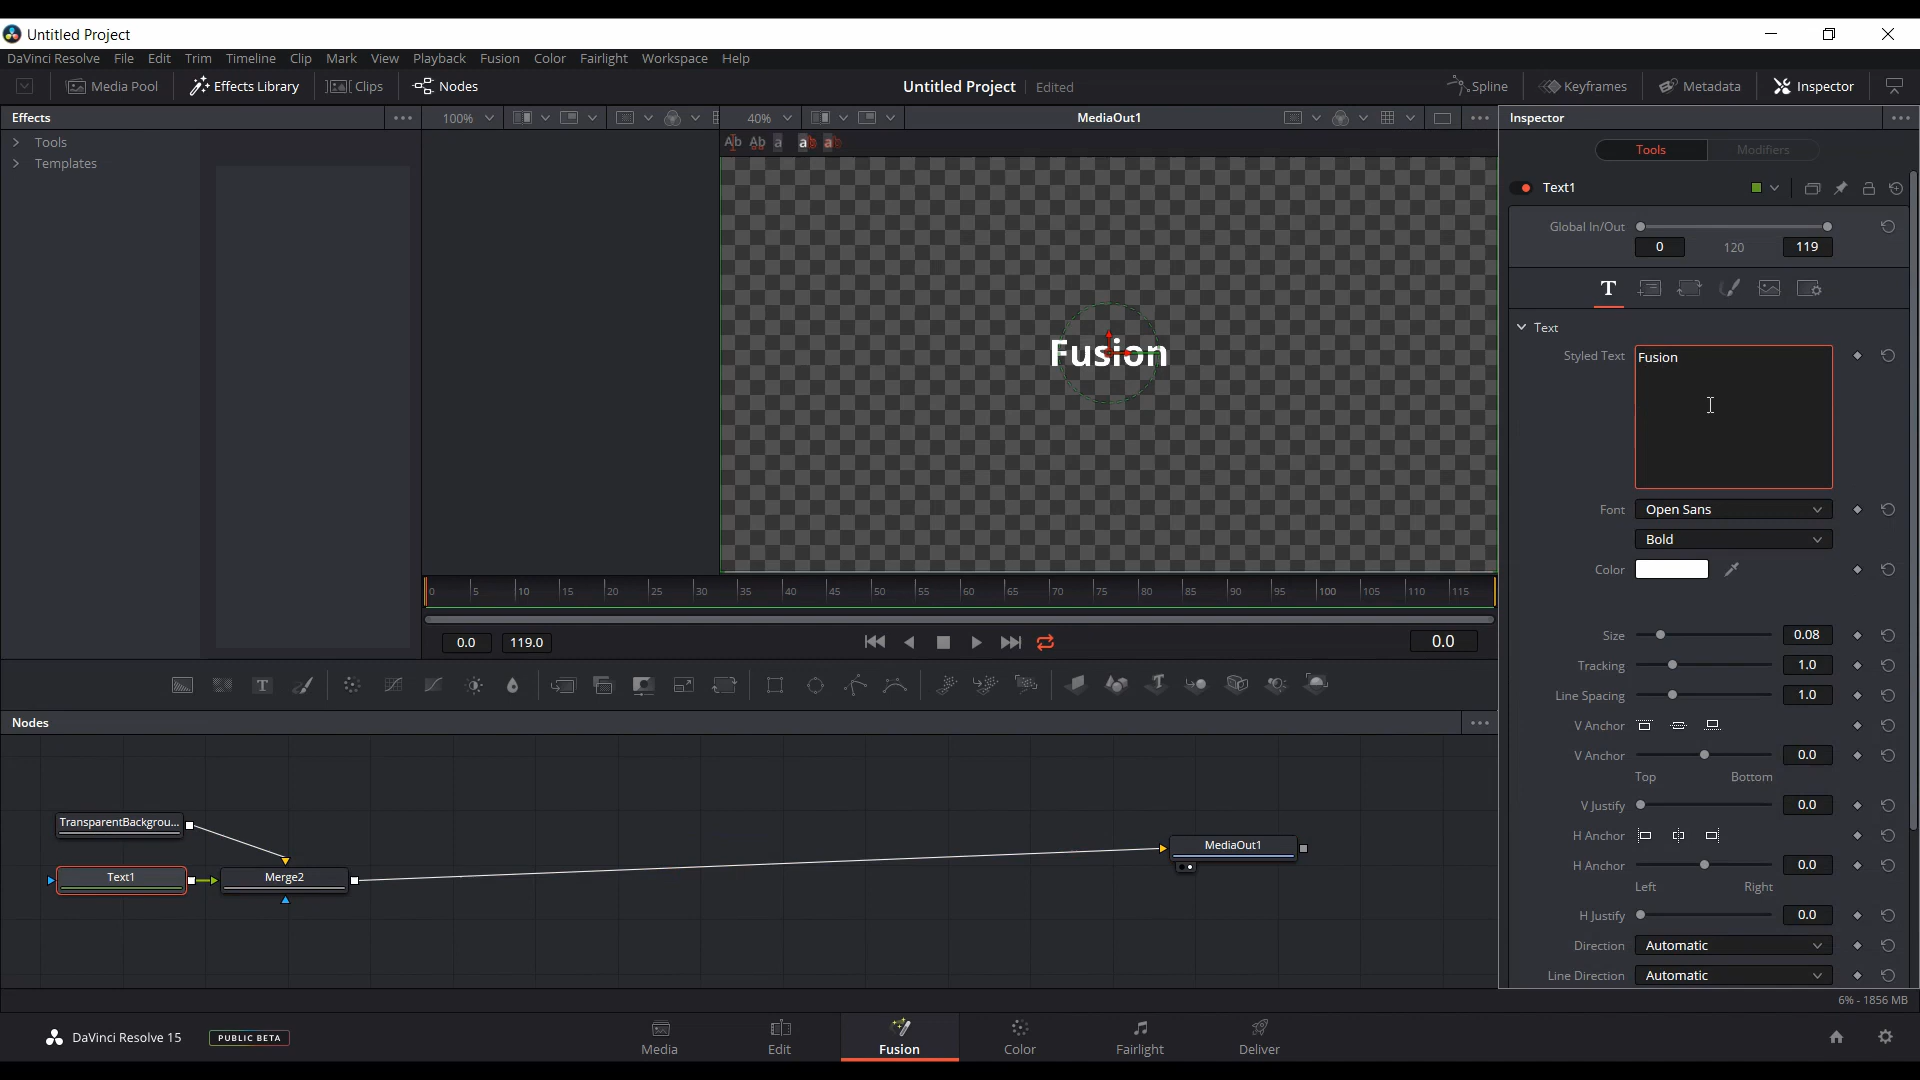 Untitled Project
DaVinci Resolve File Edit Trim Timeline Clip Mark View Playback Fusion Color Fairlight Workspace Help
Media Pool Effects Library Clips Nodes Untitled Project Edited Spline Keyframes Metadata Inspector
Effects 100% 40% MediaOut1 Inspector
Tools
Templates
Tools Modifiers
Text1
Global In/Out
0 120 119
T
Text
Styled Text Fusion
Fusion
Font Open Sans
Bold
Color
0 5 10 15 20 25 30 35 40 45 50 55 60 65 70 75 80 85 90 95 100 105 110 115
0.0 119.0 0.0
Size 0.08
Tracking 1.0
Line Spacing 1.0
V Anchor
V Anchor 0.0
Top Bottom
V Justify 0.0
H Anchor
H Anchor 0.0
Left Right
H Justify 0.0
Direction Automatic
Line Direction Automatic
Nodes
TransparentBackgrou...
Text1
Merge2
MediaOut1
6% - 1856 MB
DaVinci Resolve 15 PUBLIC BETA
Media Edit Fusion Color Fairlight Deliver